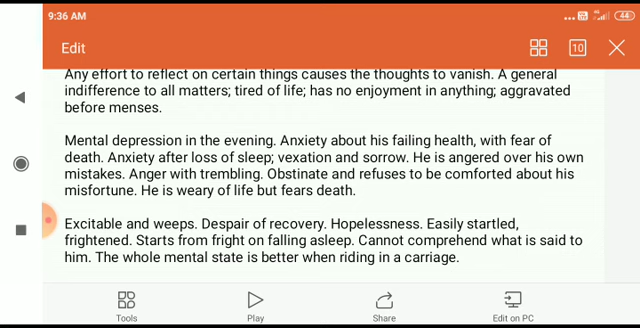 9:36 AM
44
Edit
10
Any effort to reflect on certain things causes the thoughts to vanish. A general
indifference to all matters; tired of life; has no enjoyment in anything; aggravated
before menses.
Mental depression in the evening. Anxiety about his failing health, with fear of
death. Anxiety after loss of sleep; vexation and sorrow. He is angered over his own
mistakes. Anger with trembling. Obstinate and refuses to be comforted about his
misfortune. He is weary of life but fears death.
Excitable and weeps. Despair of recovery. Hopelessness. Easily startled,
frightened. Starts from fright on falling asleep. Cannot comprehend what is said to
him. The whole mental state is better when riding in a carriage.
Tools
Play
Share
Edit on PC